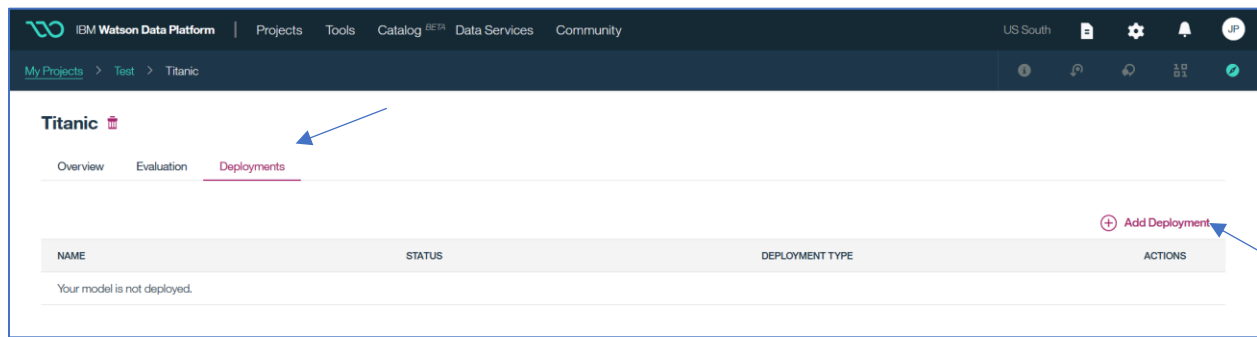 IBM Watson Data Platform | Projects Tools Catalog BETA Data Services Community US South JP
My Projects > Test > Titanic
Titanic
Overview Evaluation Deployments
Add Deployment
NAME STATUS DEPLOYMENT TYPE ACTIONS
Your model is not deployed.